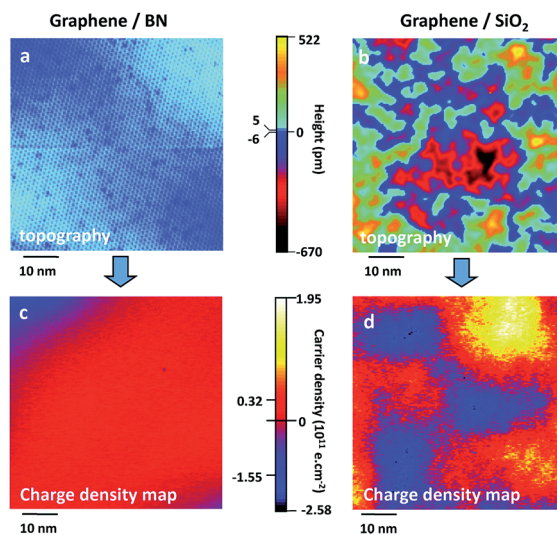 Graphene / BN
Graphene / SiO₂
a
522
b
5
0
-6
Height (pm)
topography
-670
topography
10 nm
10 nm
c
1.95
d
0.32
0
-1.55
Carrier density (10¹¹ e.cm⁻²)
Charge density map
-2.58
Charge density map
10 nm
10 nm